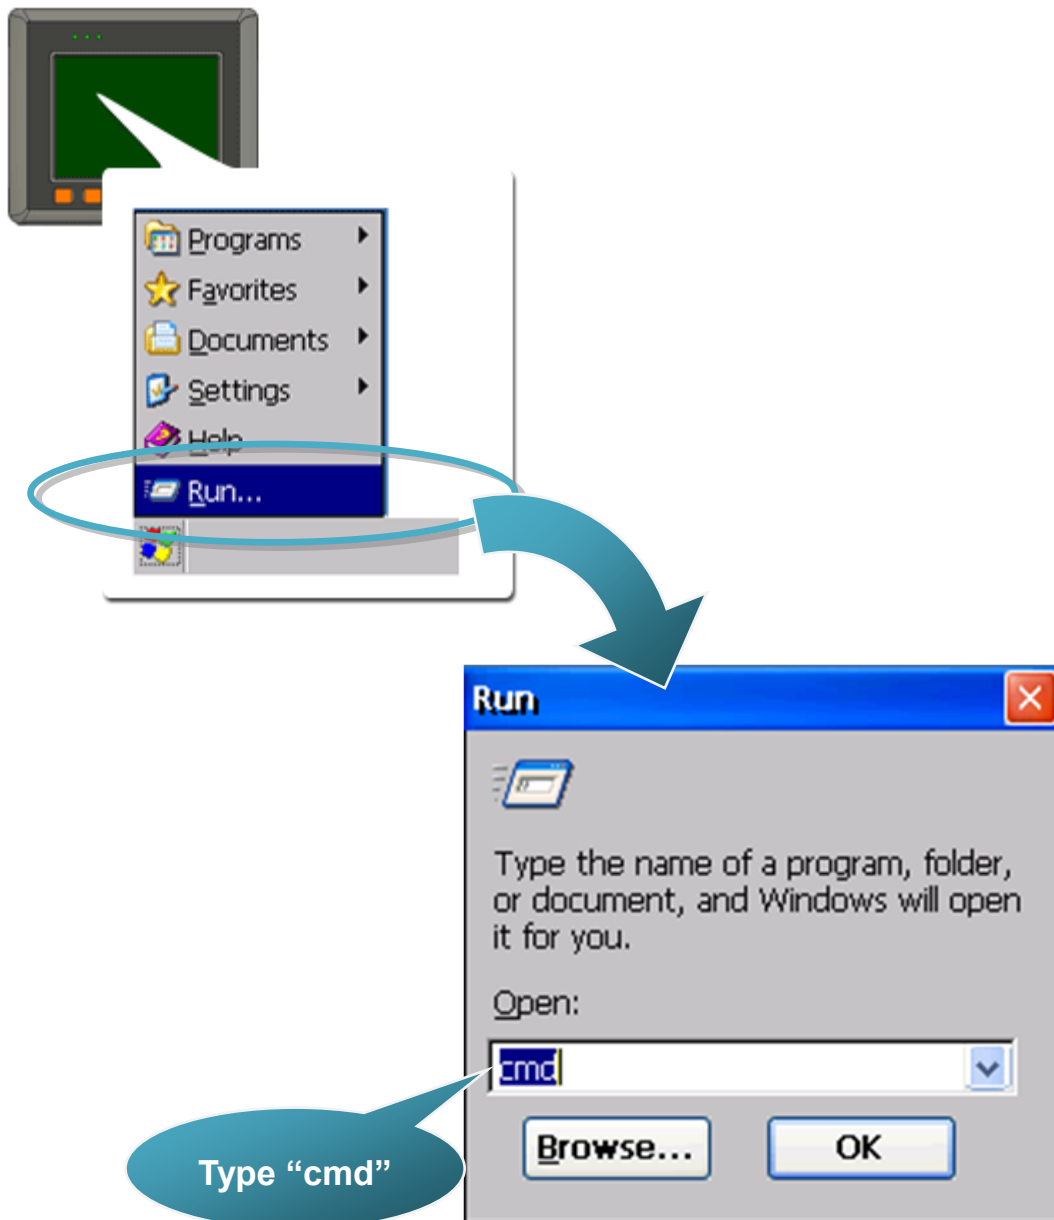 Programs
Favorites
Documents
Settings
Help
Run...
Run
Type the name of a program, folder,
or document, and Windows will open
it for you.
Open:
cmd
Browse...
OK
Type “cmd”